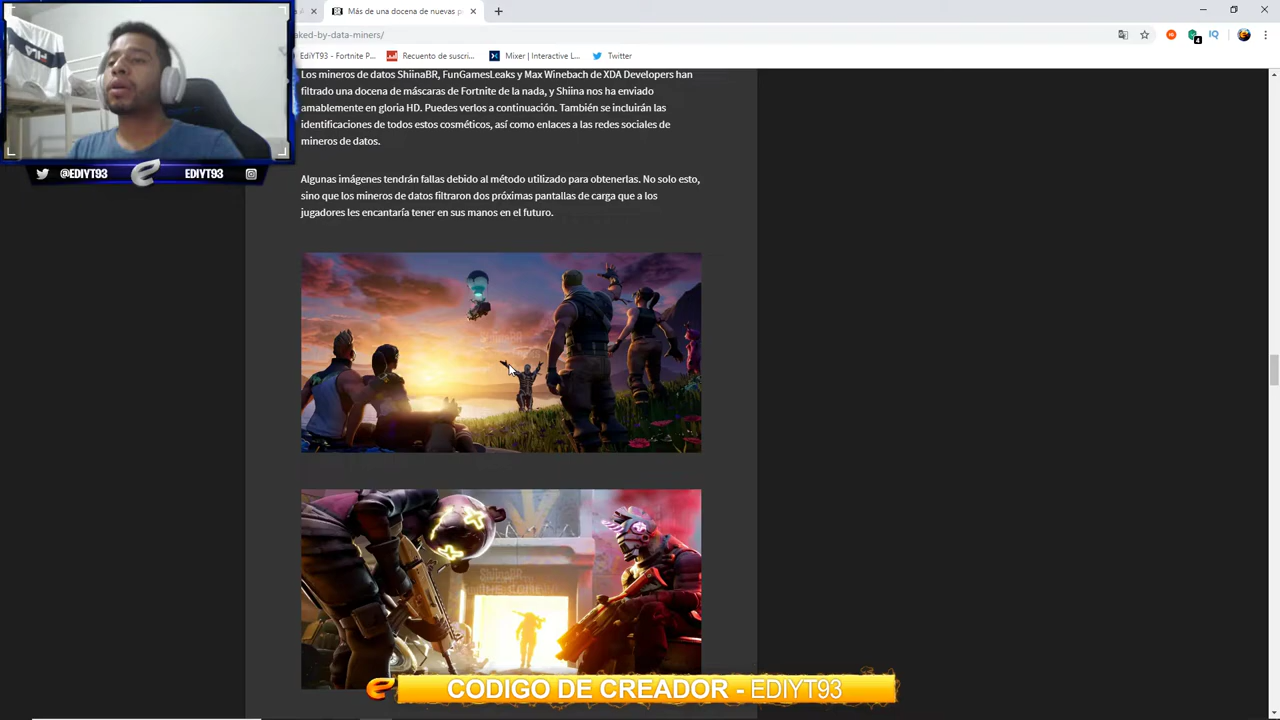 Más de una docena de nuevas p
aked-by-data-miners/
EdiYT93 - Fortnite P...
Recuento de suscri...
Mixer | Interactive L...
Twitter
Los mineros de datos ShiinaBR, FunGamesLeaks y Max Winebach de XDA Developers han
filtrado una docena de máscaras de Fortnite de la nada, y Shiina nos ha enviado
amablemente en gloria HD. Puedes verlos a continuación. También se incluirán las
identificaciones de todos estos cosméticos, así como enlaces a las redes sociales de
mineros de datos.
Algunas imágenes tendrán fallas debido al método utilizado para obtenerlas. No solo esto,
sino que los mineros de datos filtraron dos próximas pantallas de carga que a los
jugadores les encantaría tener en sus manos en el futuro.
@EDIYT93
EDIYT93
ShiinaBR
CODIGO DE CREADOR - EDIYT93